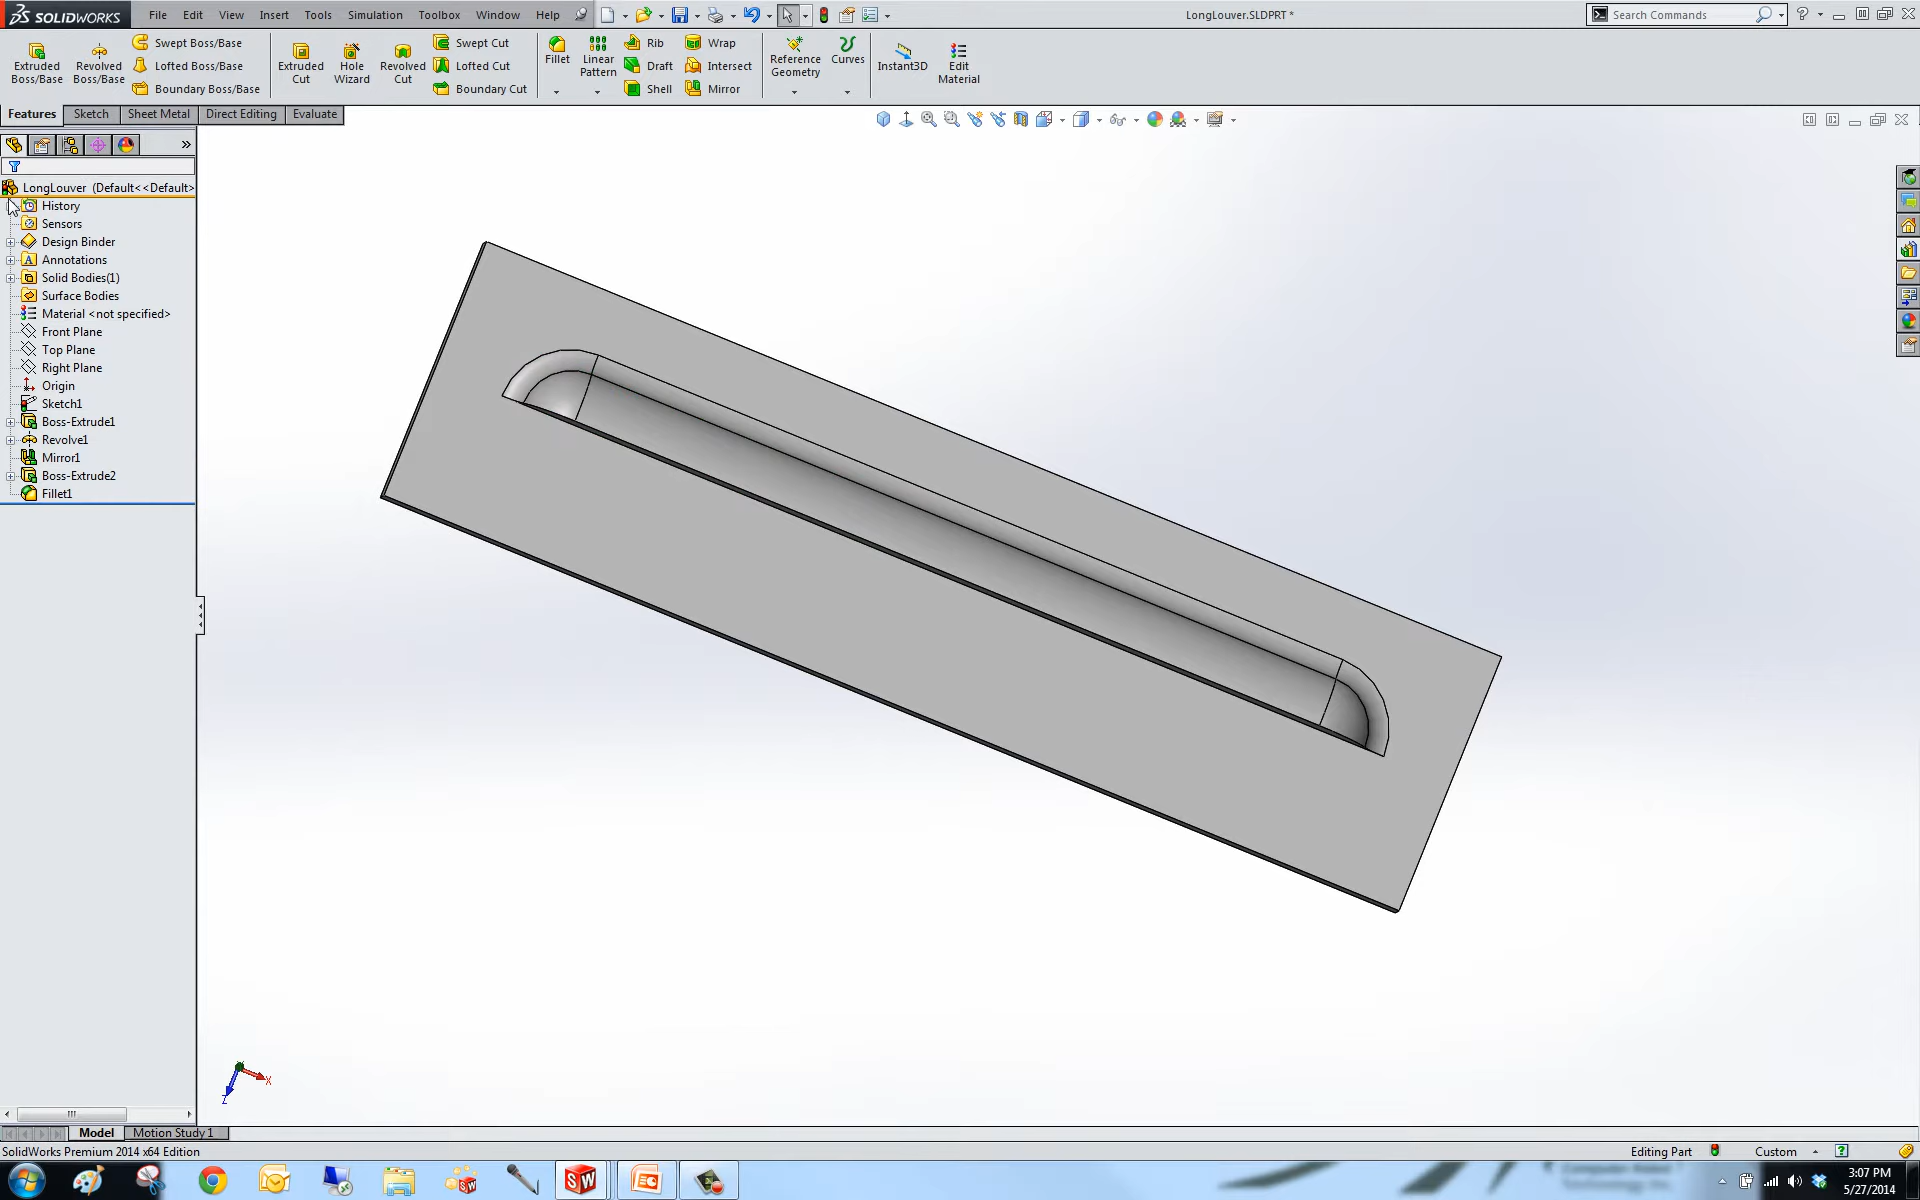 SOLIDWORKS File Edit View Insert Tools Simulation Toolbox Window Help LongLouver.SLDPRT * Search Commands
Extruded Boss/Base
Revolved Boss/Base
Swept Boss/Base
Lofted Boss/Base
Boundary Boss/Base
Extruded Cut
Hole Wizard
Revolved Cut
Swept Cut
Lofted Cut
Boundary Cut
Fillet
Linear Pattern
Rib
Draft
Shell
Wrap
Intersect
Mirror
Reference Geometry
Curves
Instant3D
Edit Material
Features Sketch Sheet Metal Direct Editing Evaluate
LongLouver (Default<<Default>
History
Sensors
Design Binder
Annotations
Solid Bodies(1)
Surface Bodies
Material <not specified>
Front Plane
Top Plane
Right Plane
Origin
Sketch1
Boss-Extrude1
Revolve1
Mirror1
Boss-Extrude2
Fillet1
X
Z
Model Motion Study 1
SolidWorks Premium 2014 x64 Edition Editing Part Custom
3:07 PM
5/27/2014